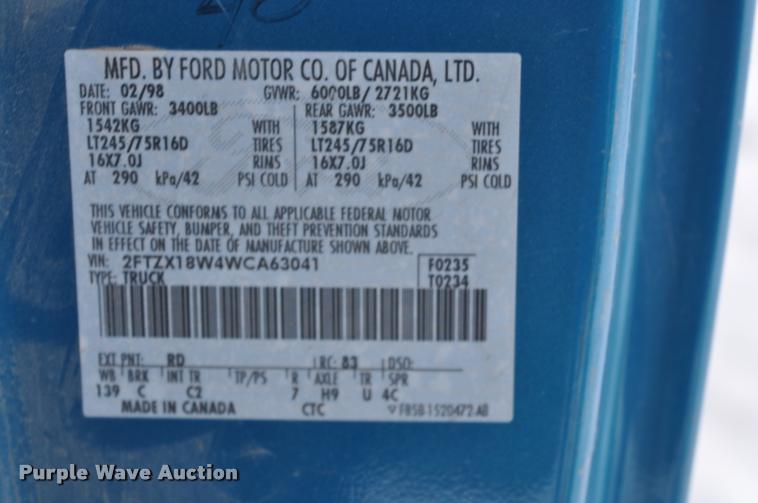 MFD. BY FORD MOTOR CO. OF CANADA, LTD.
DATE: 02/98 GVWR: 6000LB/ 2721KG
FRONT GAWR: 3400LB REAR GAWR: 3500LB
1542KG WITH 1587KG WITH
LT245/75R16D TIRES LT245/75R16D TIRES
16X7.0J RIMS 16X7.0J RIMS
AT 290 kPa/42 PSI COLD AT 290 kPa/42 PSI COLD
THIS VEHICLE CONFORMS TO ALL APPLICABLE FEDERAL MOTOR
VEHICLE SAFETY, BUMPER, AND THEFT PREVENTION STANDARDS
IN EFFECT ON THE DATE OF MANUFACTURE SHOWN ABOVE.
VIN: 2FTZX18W4WCA63041 F0235
TYPE: TRUCK T0234
EXT PNT: RD RC: 83 DSO:
WB BRK INT TR TP/PS R AXLE TR SPR
139 C C2 7 H9 U 4C
MADE IN CANADA CTC F85B-1520472-AB
Purple Wave Auction